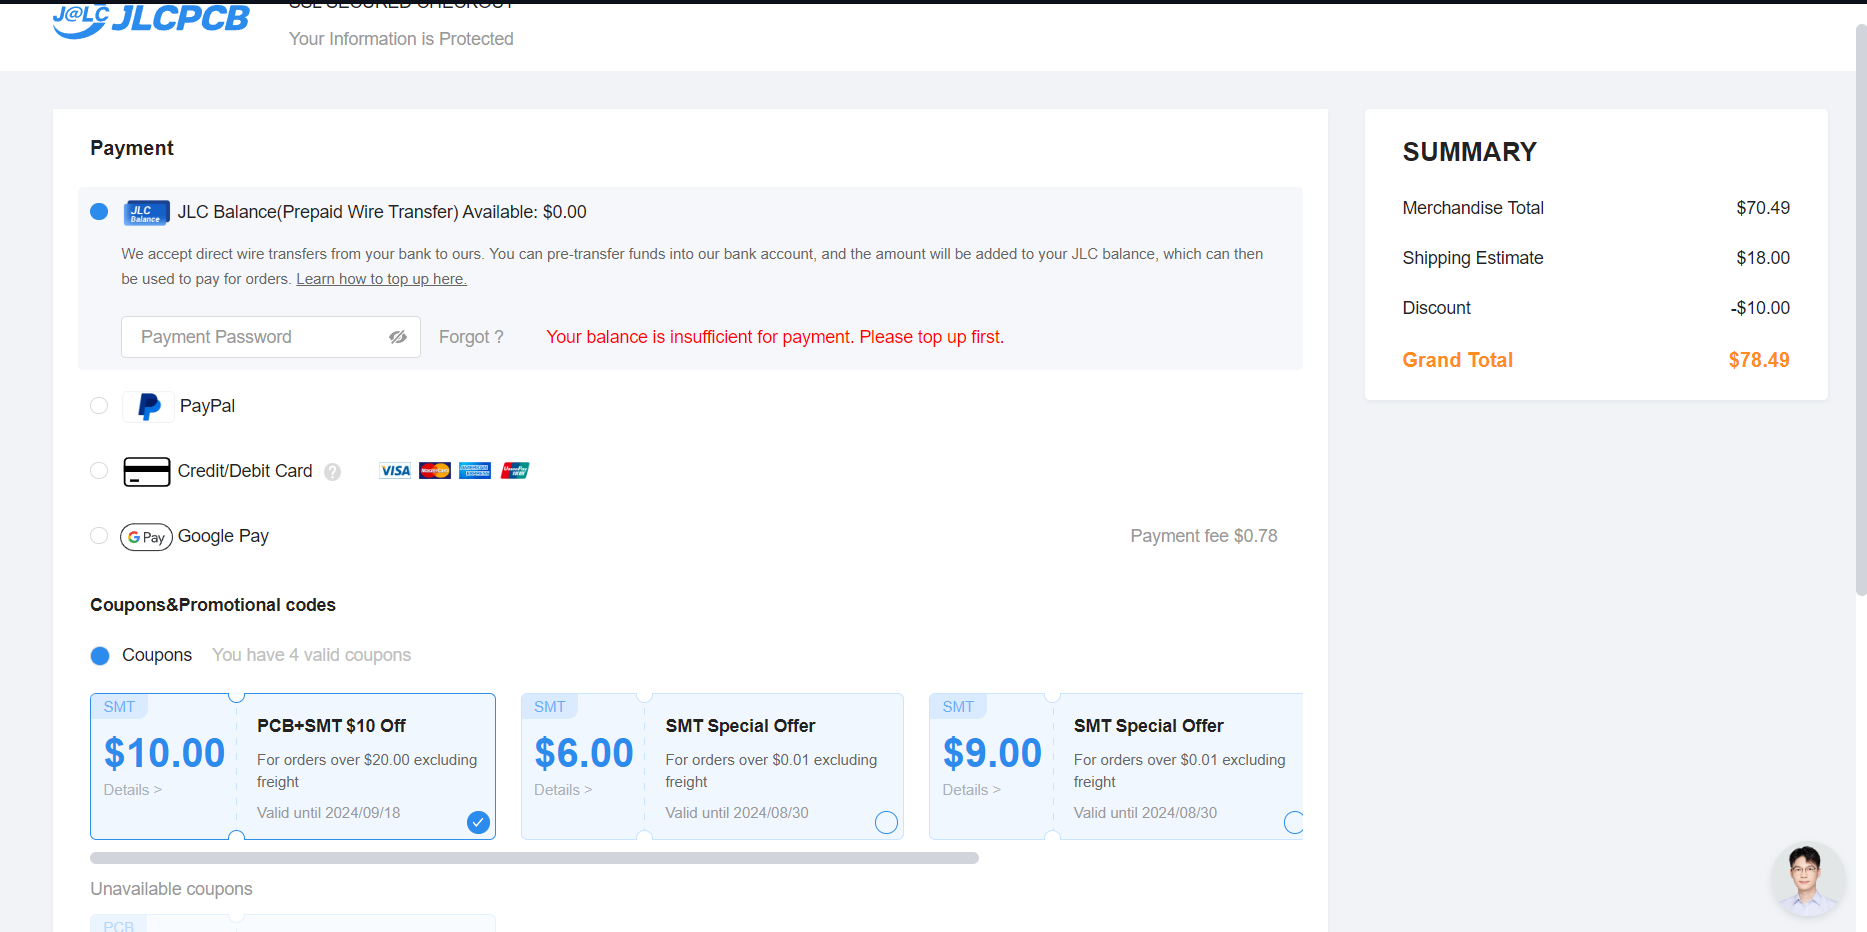 J@LC JLCPCB
SSL SECURED CHECKOUT
Your Information is Protected
Payment
JLC Balance
JLC Balance(Prepaid Wire Transfer) Available: $0.00
We accept direct wire transfers from your bank to ours. You can pre-transfer funds into our bank account, and the amount will be added to your JLC balance, which can then
be used to pay for orders. Learn how to top up here.
Payment Password
Forgot ?
Your balance is insufficient for payment. Please top up first.
PayPal
Credit/Debit Card ?
VISA MasterCard AMERICAN EXPRESS UnionPay
G Pay Google Pay
Payment fee $0.78
Coupons&Promotional codes
Coupons You have 4 valid coupons
SMT
$10.00
Details >
PCB+SMT $10 Off
For orders over $20.00 excluding
freight
Valid until 2024/09/18
SMT
$6.00
Details >
SMT Special Offer
For orders over $0.01 excluding
freight
Valid until 2024/08/30
SMT
$9.00
Details >
SMT Special Offer
For orders over $0.01 excluding
freight
Valid until 2024/08/30
Unavailable coupons
PCB
SUMMARY
Merchandise Total $70.49
Shipping Estimate $18.00
Discount -$10.00
Grand Total $78.49